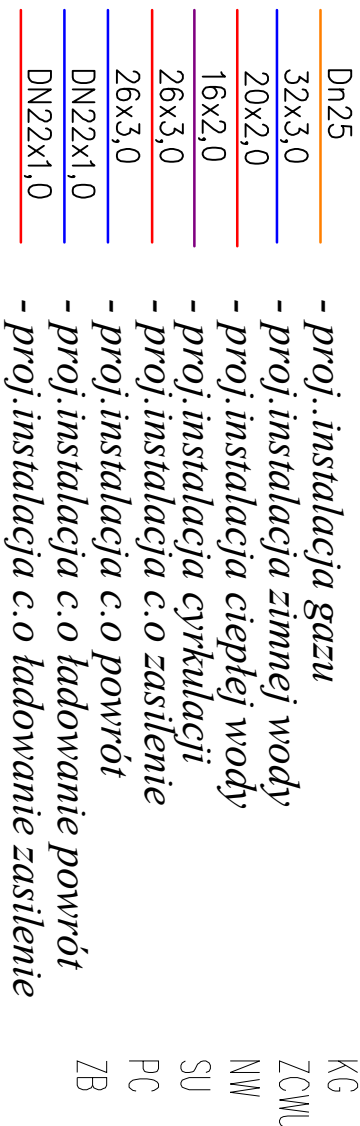 Dn25 - proj..instalacja gazu
32x3,0 - proj.instalacja zimnej wody
20x2,0 - proj.instalacja ciepłej wody
16x2,0 - proj.instalacja cyrkulacji
26x3,0 - proj.instalacja c.o zasilenie
26x3,0 - proj.instalacja c.o powrót
DN22x1,0 - proj.instalacja c.o ładowanie powrót
DN22x1,0 - proj.instalacja c.o ładowanie zasilenie
KG
ZCWU
NW
SU
PC
ZB